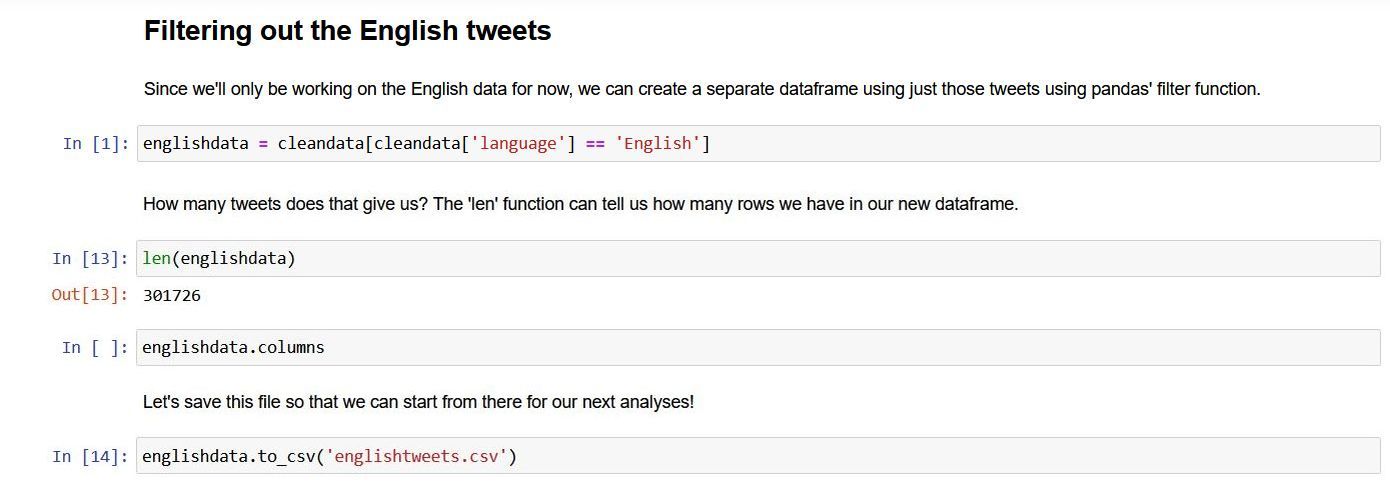 Filtering out the English tweets
Since we'll only be working on the English data for now, we can create a separate dataframe using just those tweets using pandas' filter function.
In [1]: englishdata = cleandata[cleandata['language'] == 'English']
How many tweets does that give us? The 'len' function can tell us how many rows we have in our new dataframe.
In [13]: len(englishdata)
Out[13]: 301726
In [ ]: englishdata.columns
Let's save this file so that we can start from there for our next analyses!
In [14]: englishdata.to_csv('englishtweets.csv')